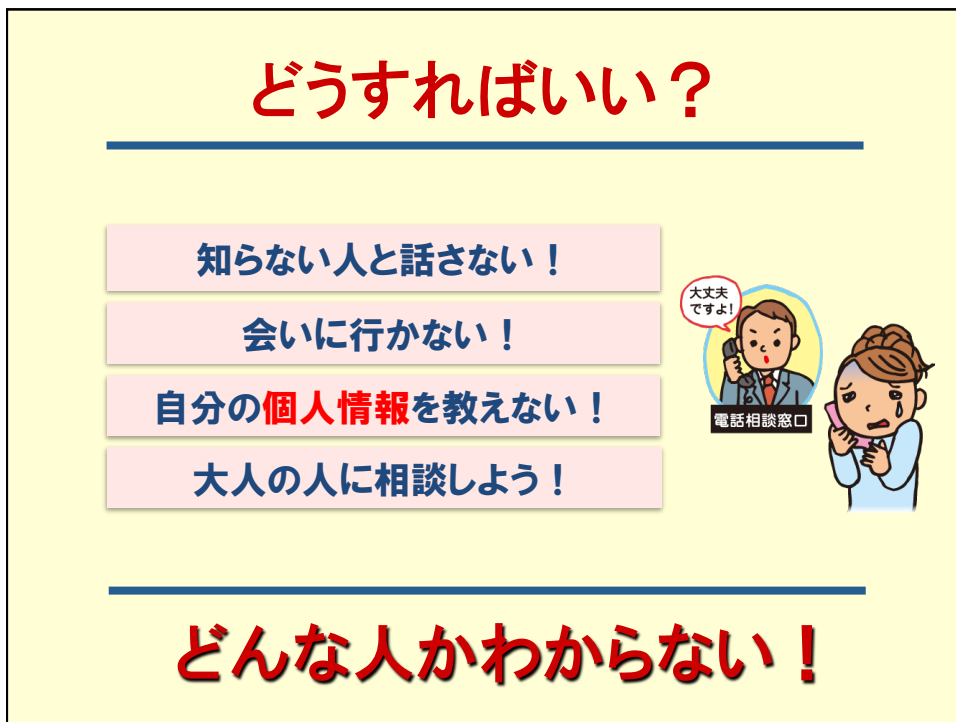 どうすればいい？
知らない人と話さない！
会いに行かない！
自分の個人情報を教えない！
大人の人に相談しよう！
大丈夫
ですよ!
電話相談窓口
どんな人かわからない！